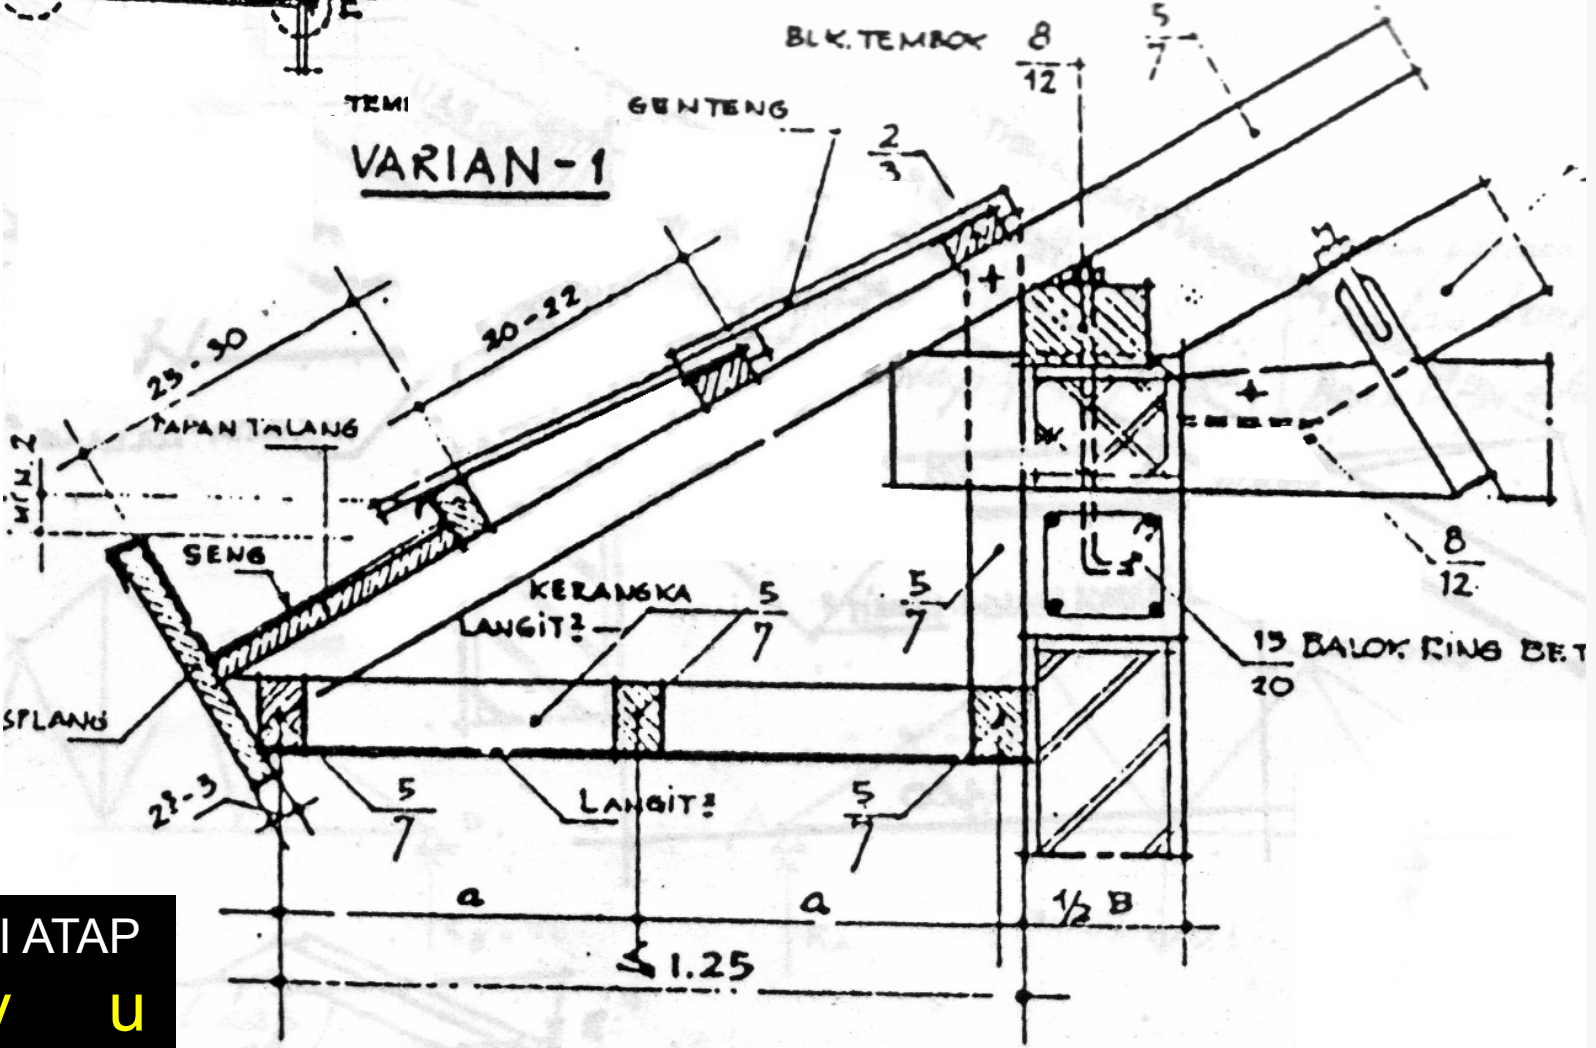 BLK. TEMBOK 8/12
5/7
TEMI
GENTENG
VARIAN - 1
2/3
20 - 22
25 - 30
PAPAN TALANG
MIN. 2
SENG
KERANGKA
LANGIT² 5/7
5/7
8/12
15/20 BALOK RING BET
SPLANG
2²-3
5/7
LANGIT²
5/7
a
a
1/2 B
≤ 1.25
I ATAP
u